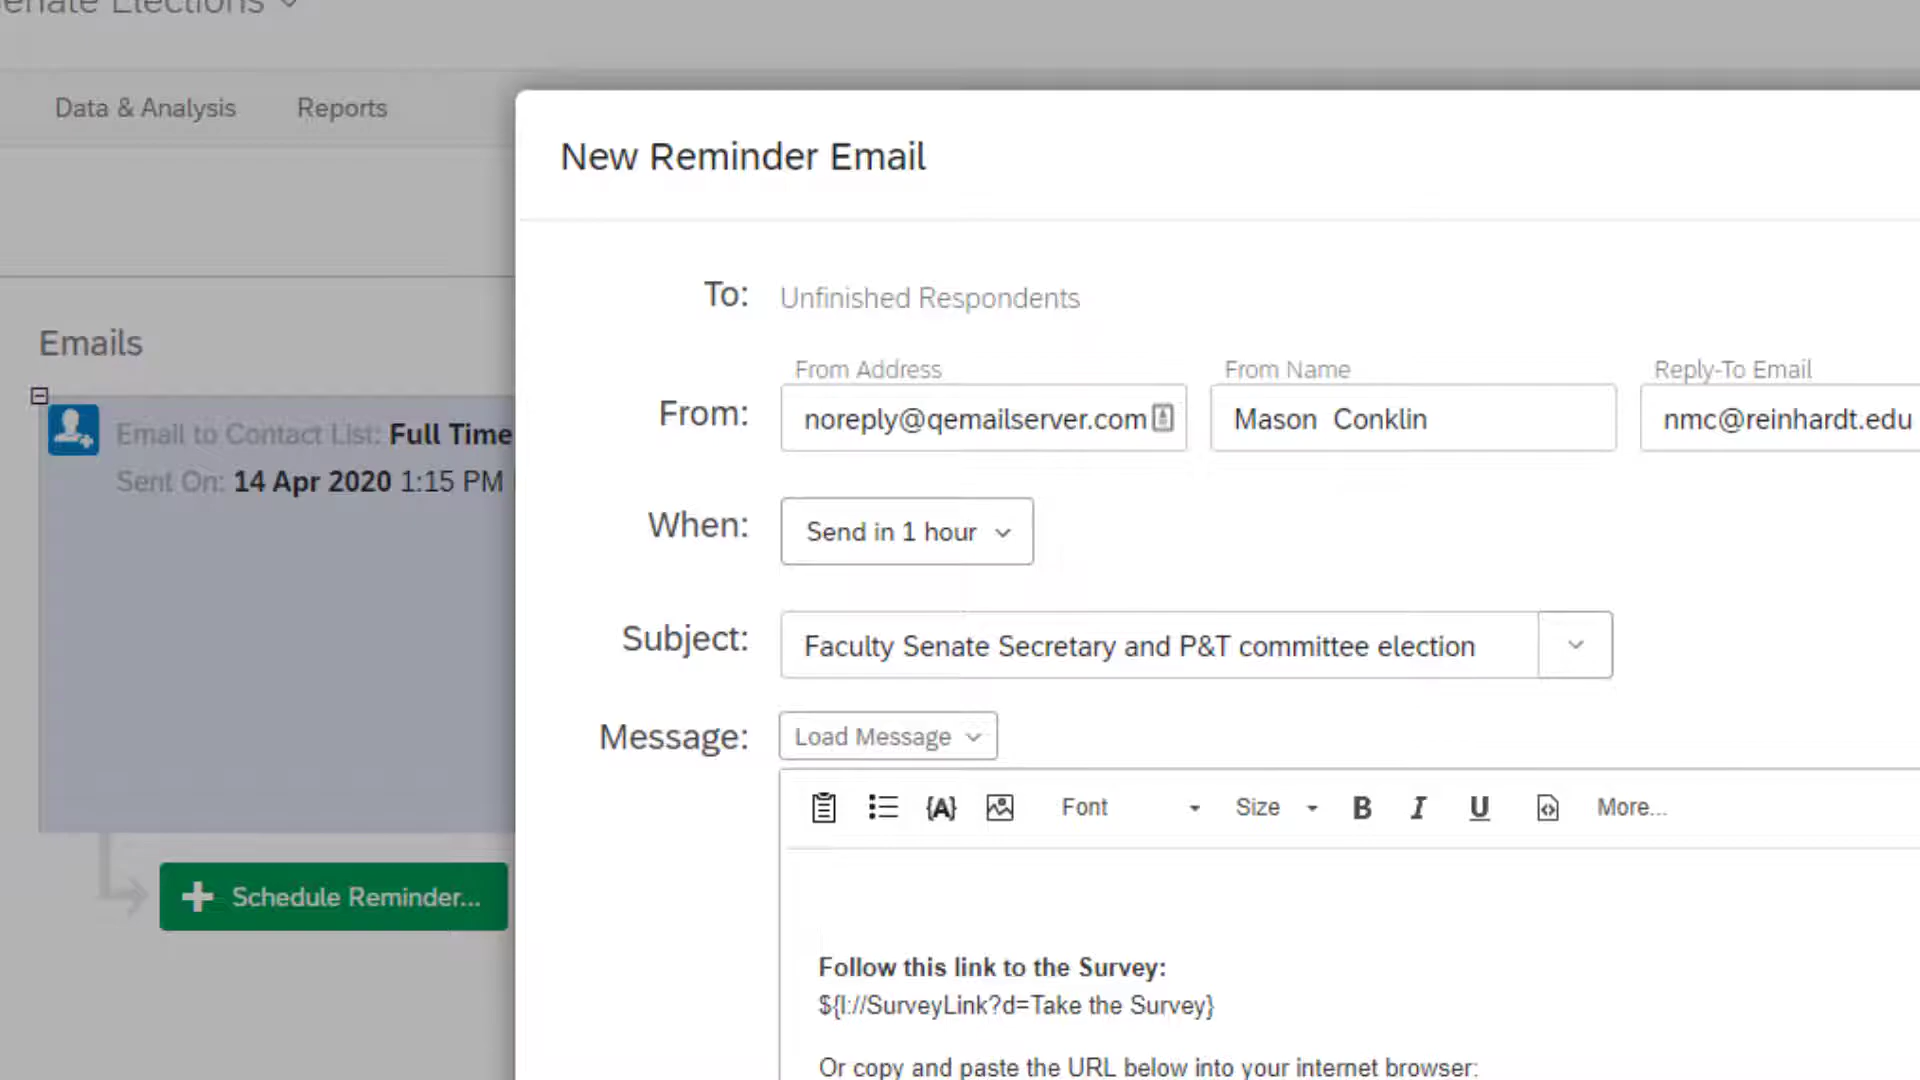 Senate Elections
Data & Analysis
Reports
New Reminder Email
To: Unfinished Respondents
Emails
From Address
From Name
Reply-To Email
From: noreply@qemailserver.com
Mason Conklin
nmc@reinhardt.edu
Email to Contact List: Full Time
Sent On: 14 Apr 2020 1:15 PM
When: Send in 1 hour
Subject: Faculty Senate Secretary and P&T committee election
Message: Load Message
{A} Font Size B I U More...
Schedule Reminder...
Follow this link to the Survey:
${l://SurveyLink?d=Take the Survey}
Or copy and paste the URL below into your internet browser: